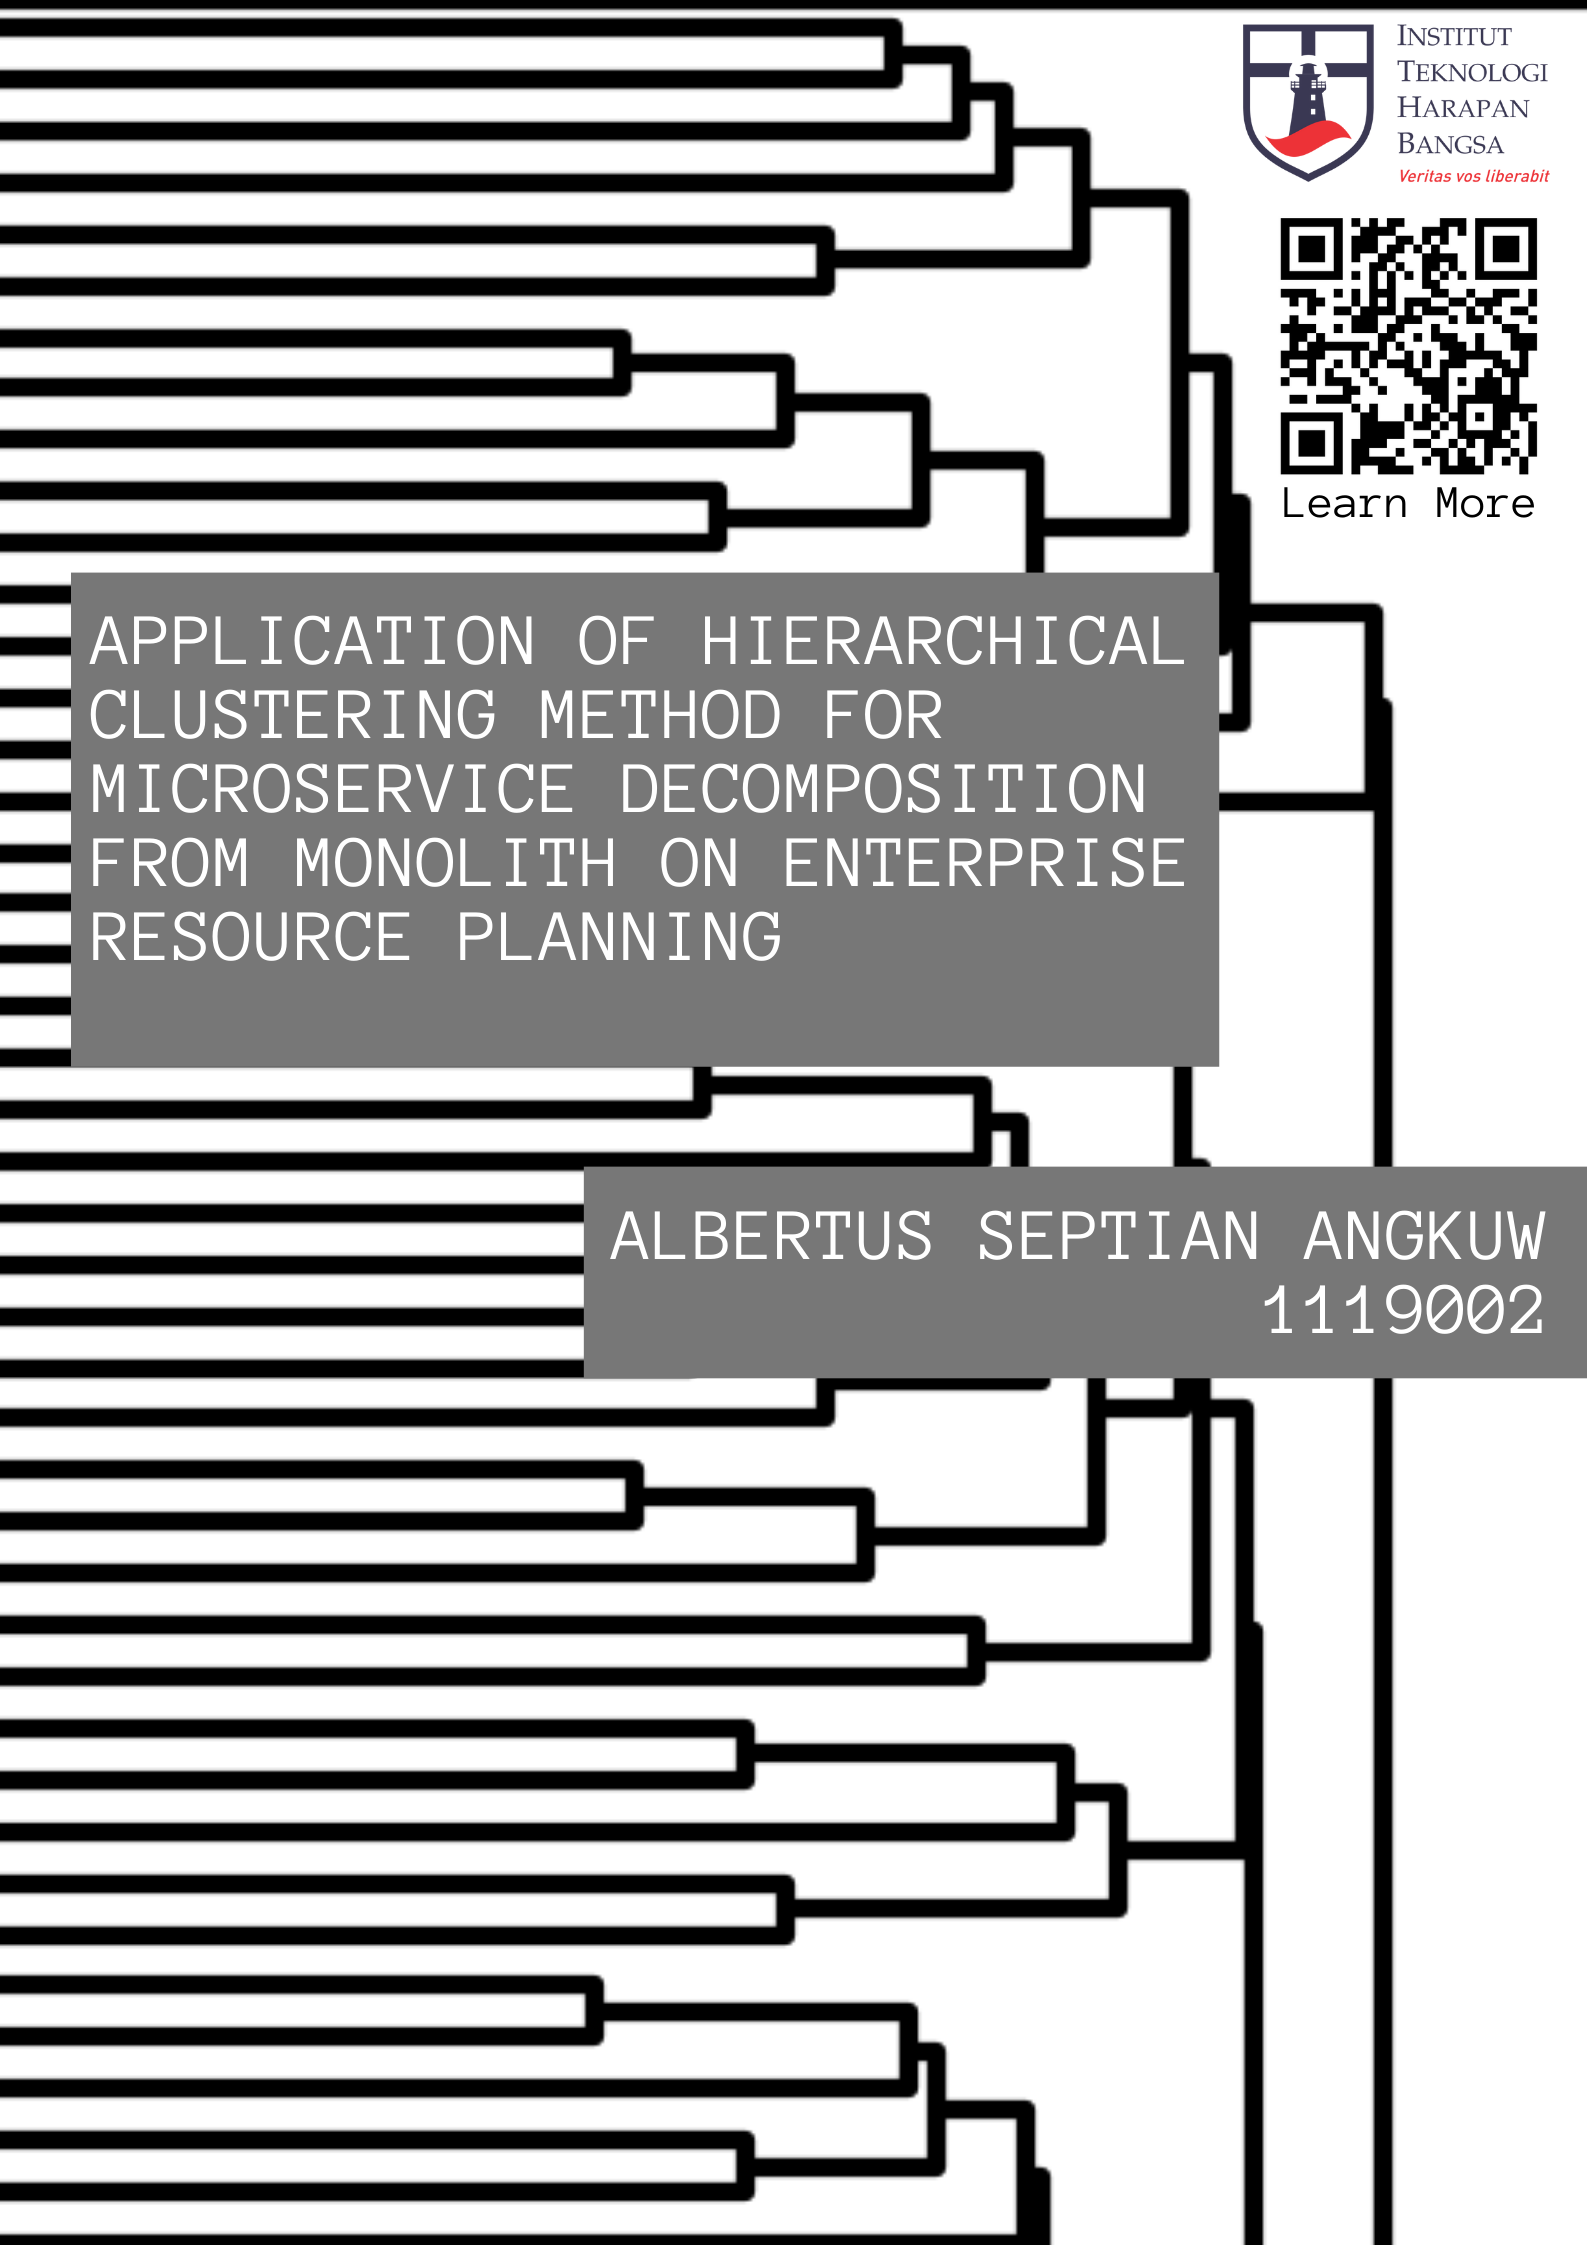 INSTITUT
TEKNOLOGI
HARAPAN
BANGSA
Veritas vos liberabit
Learn More
APPLICATION OF HIERARCHICAL
CLUSTERING METHOD FOR
MICROSERVICE DECOMPOSITION
FROM MONOLITH ON ENTERPRISE
RESOURCE PLANNING
ALBERTUS SEPTIAN ANGKUW
1119002